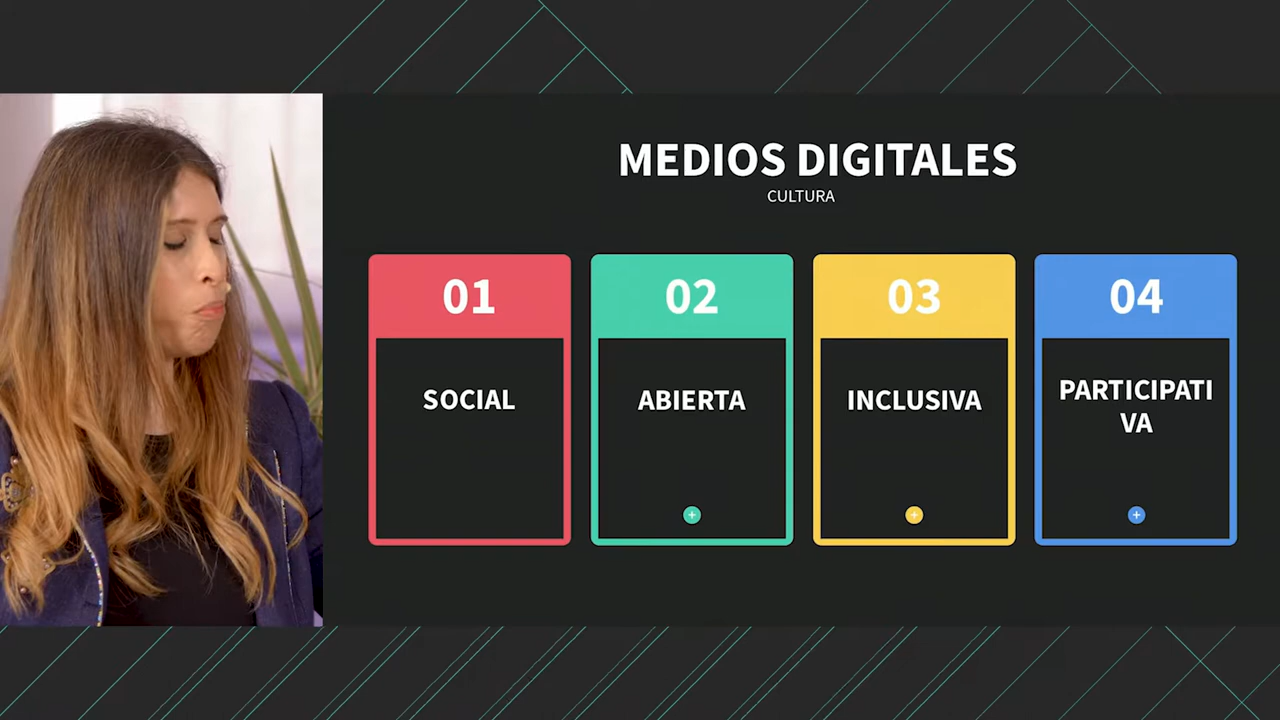 MEDIOS DIGITALES
CULTURA
01
02
03
04
SOCIAL
ABIERTA
INCLUSIVA
PARTICIPATI
VA